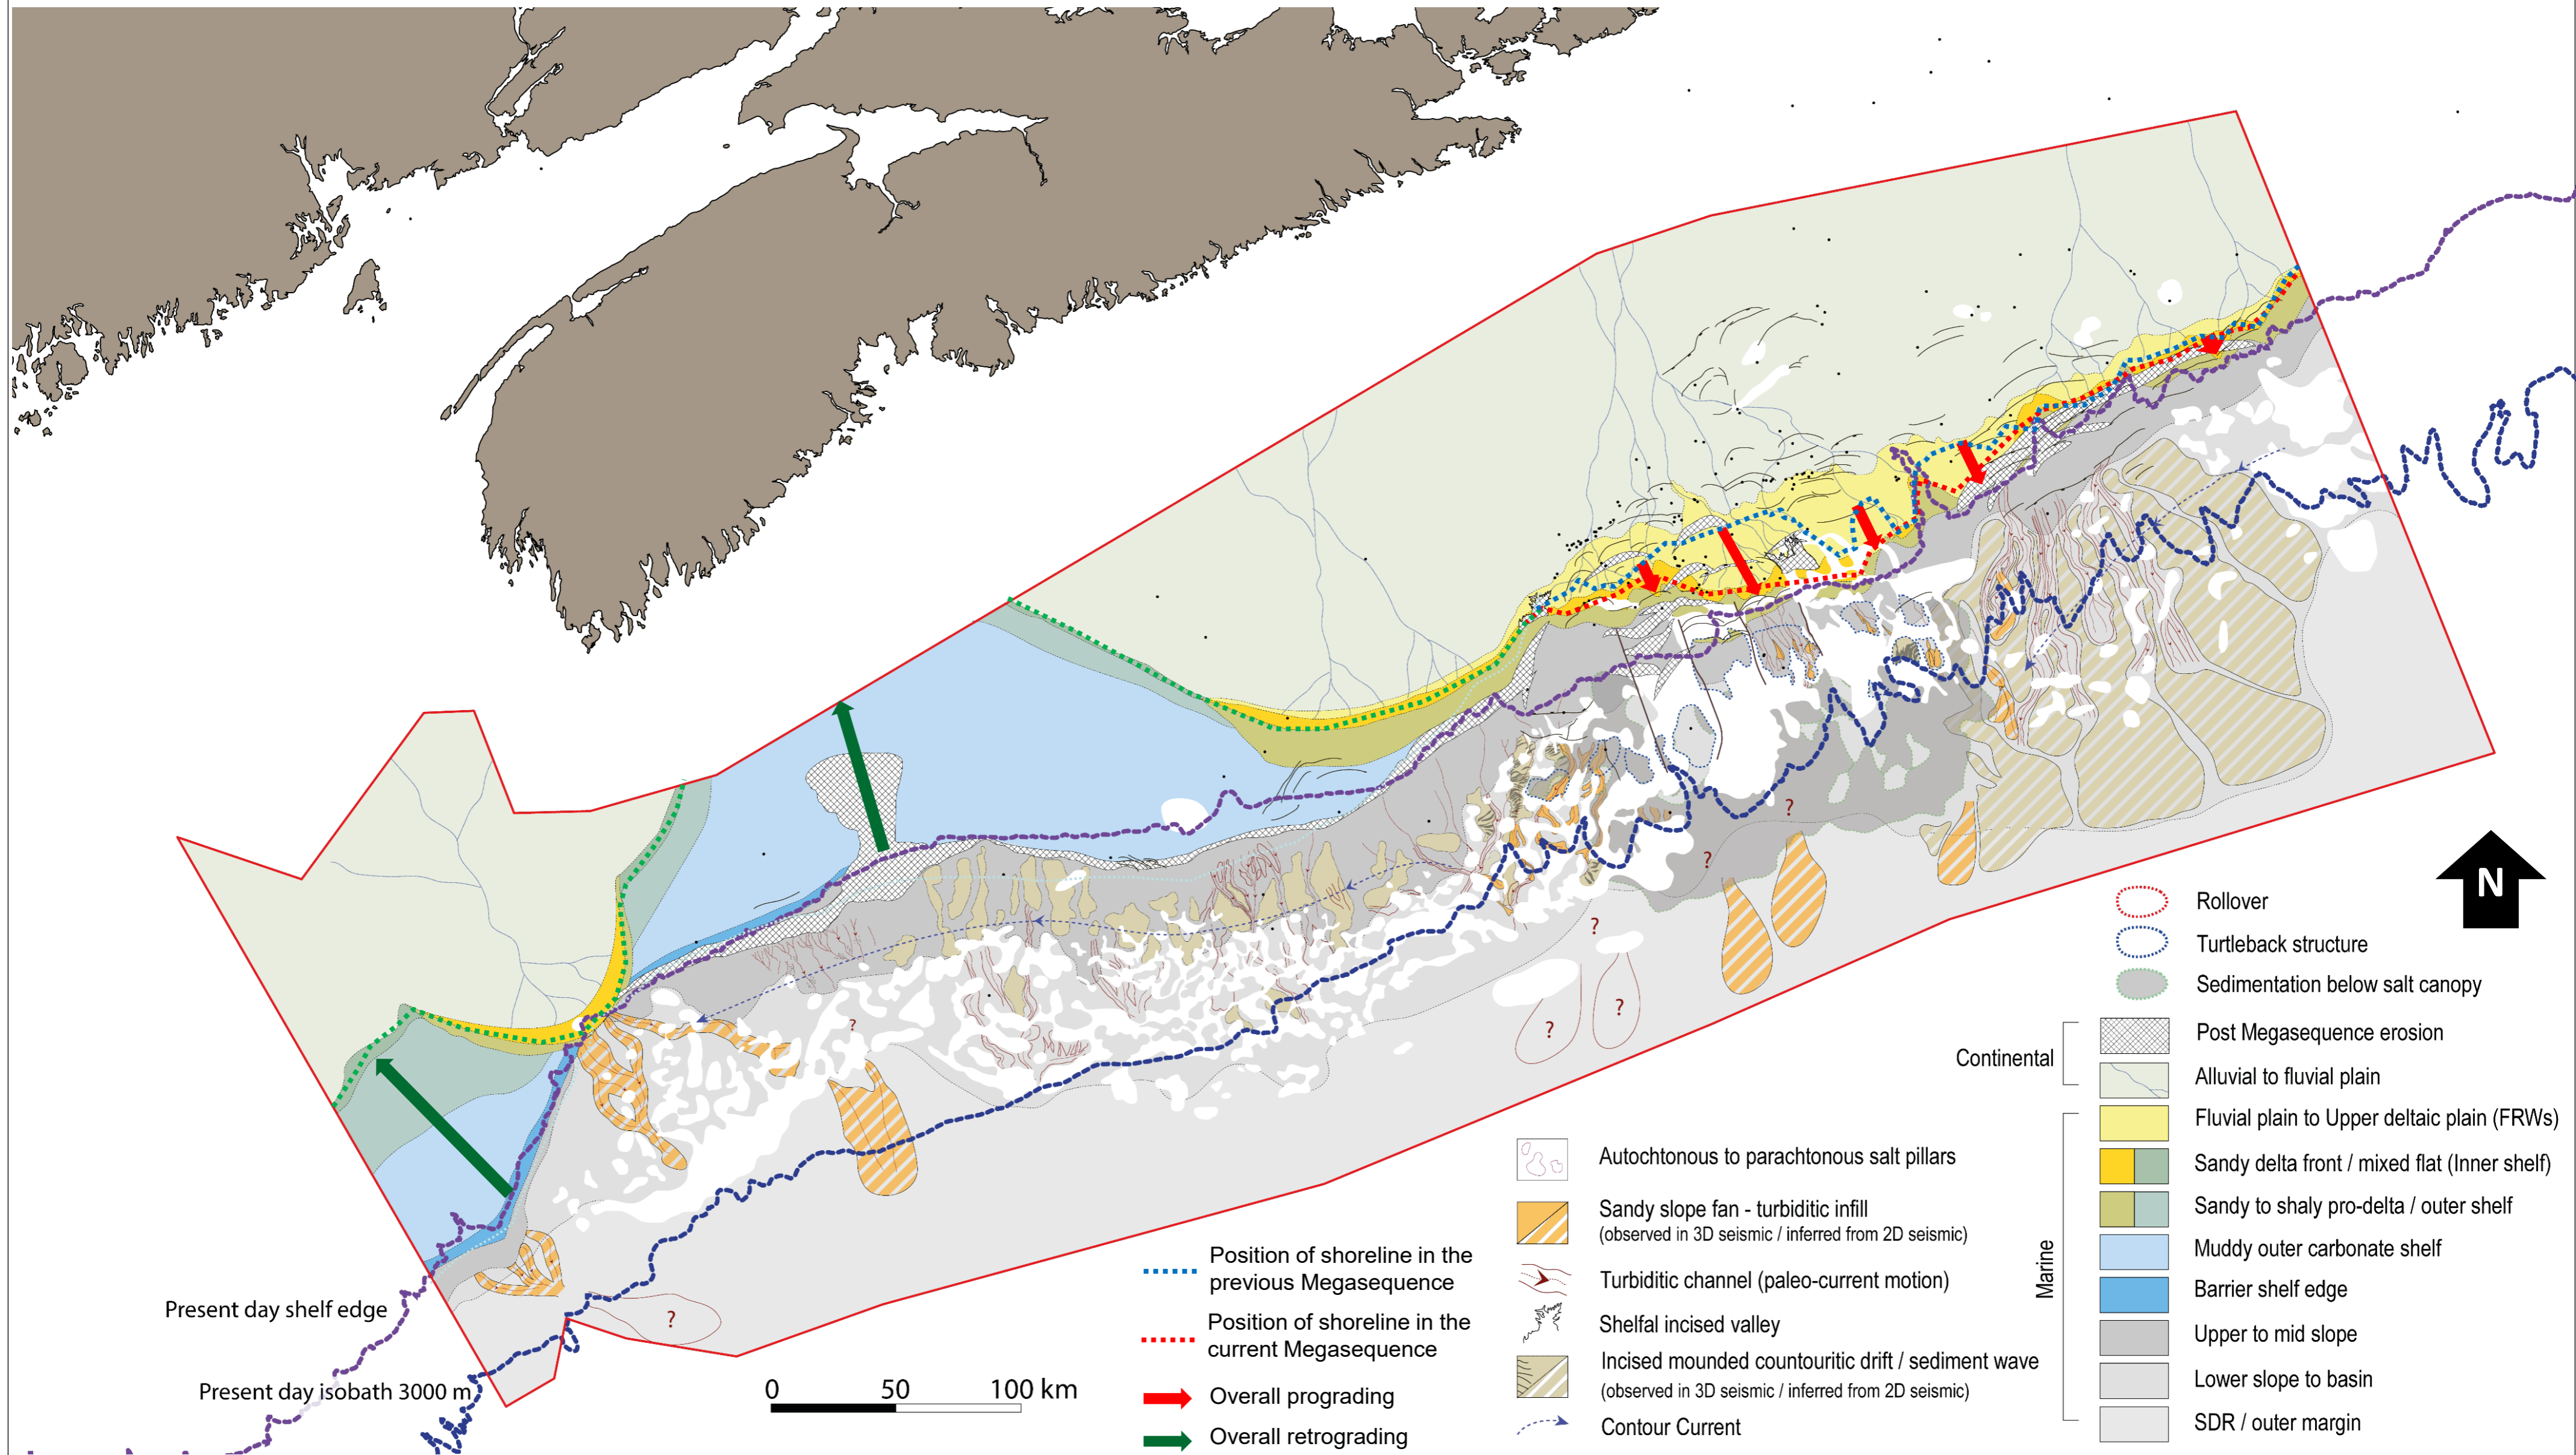 ?
?
?
?
?
?
?
N
Present day shelf edge
Present day isobath 3000 m
0 50 100 km
Position of shoreline in the
previous Megasequence
Position of shoreline in the
current Megasequence
Overall prograding
Overall retrograding
Autochtonous to parachtonous salt pillars
Sandy slope fan - turbiditic infill
(observed in 3D seismic / inferred from 2D seismic)
Turbiditic channel (paleo-current motion)
Shelfal incised valley
Incised mounded countouritic drift / sediment wave
(observed in 3D seismic / inferred from 2D seismic)
Contour Current
Rollover
Turtleback structure
Sedimentation below salt canopy
Continental
Post Megasequence erosion
Alluvial to fluvial plain
Marine
Fluvial plain to Upper deltaic plain (FRWs)
Sandy delta front / mixed flat (Inner shelf)
Sandy to shaly pro-delta / outer shelf
Muddy outer carbonate shelf
Barrier shelf edge
Upper to mid slope
Lower slope to basin
SDR / outer margin